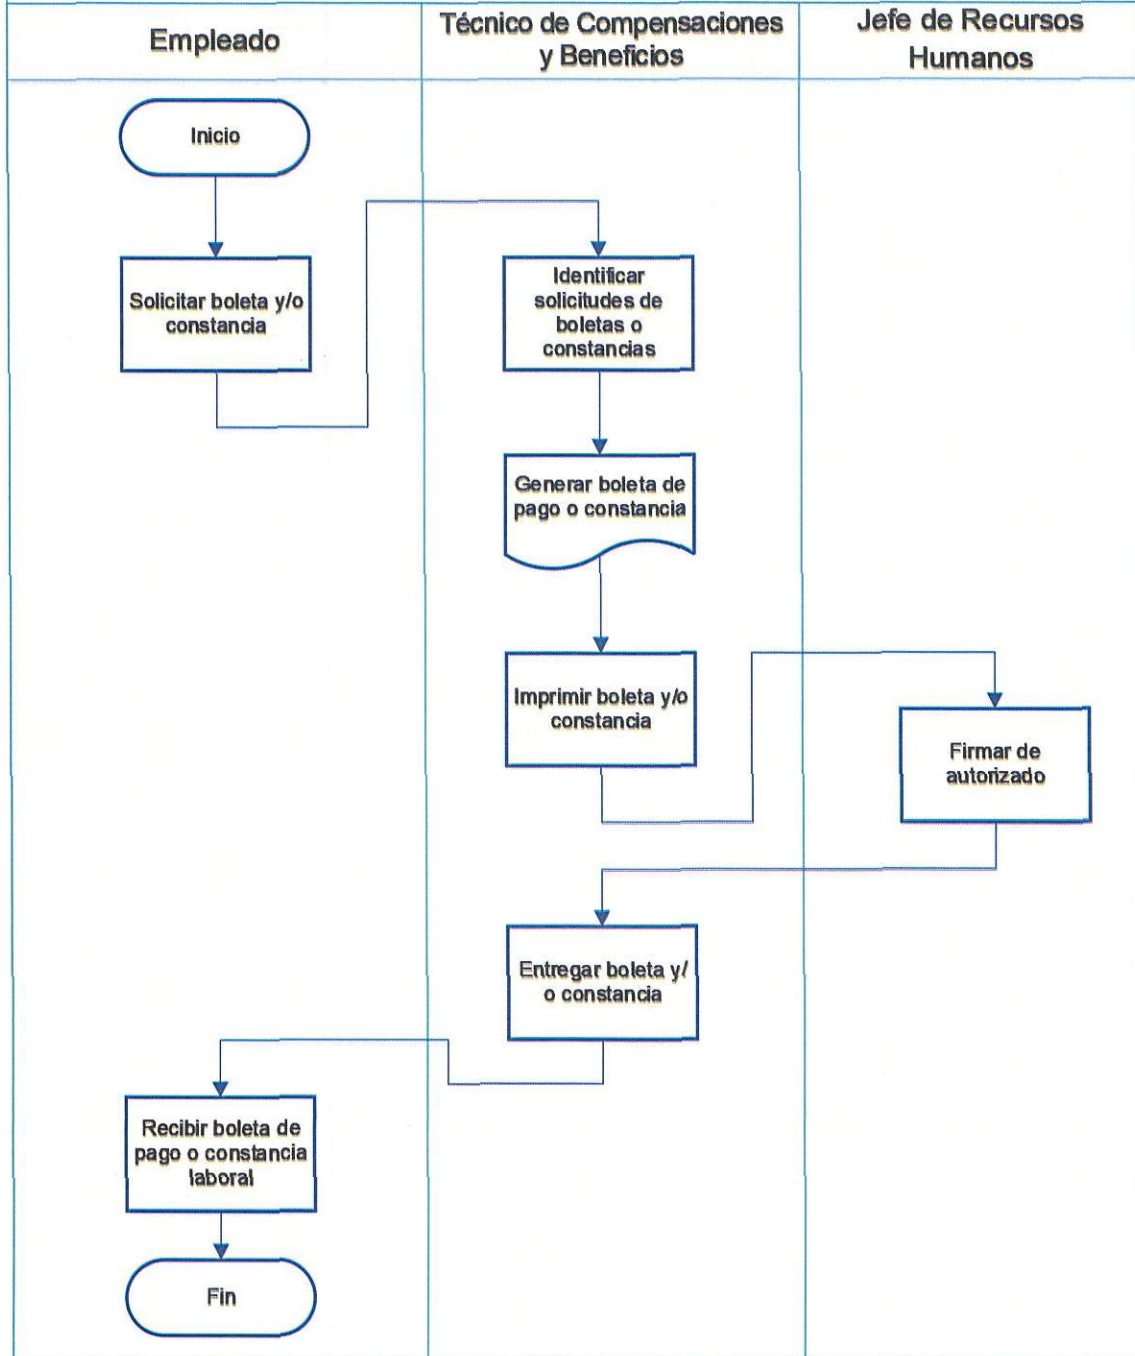 Empleado
Técnico de Compensaciones
y Beneficios
Jefe de Recursos
Humanos
Inicio
Solicitar boleta y/o
constancia
Identificar
solicitudes de
boletas o
constancias
Generar boleta de
pago o constancia
Imprimir boleta y/o
constancia
Firmar de
autorizado
Entregar boleta y/
o constancia
Recibir boleta de
pago o constancia
laboral
Fin